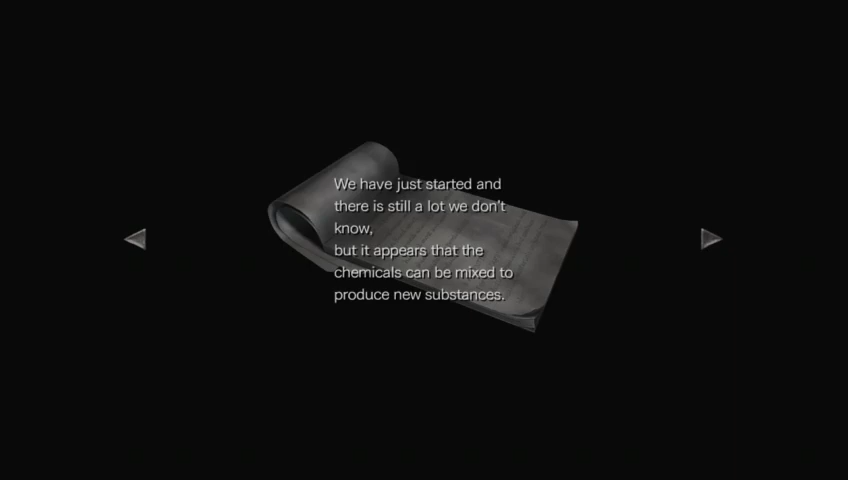 We have just started and
there is still a lot we don't
know,
but it appears that the
chemicals can be mixed to
produce new substances.